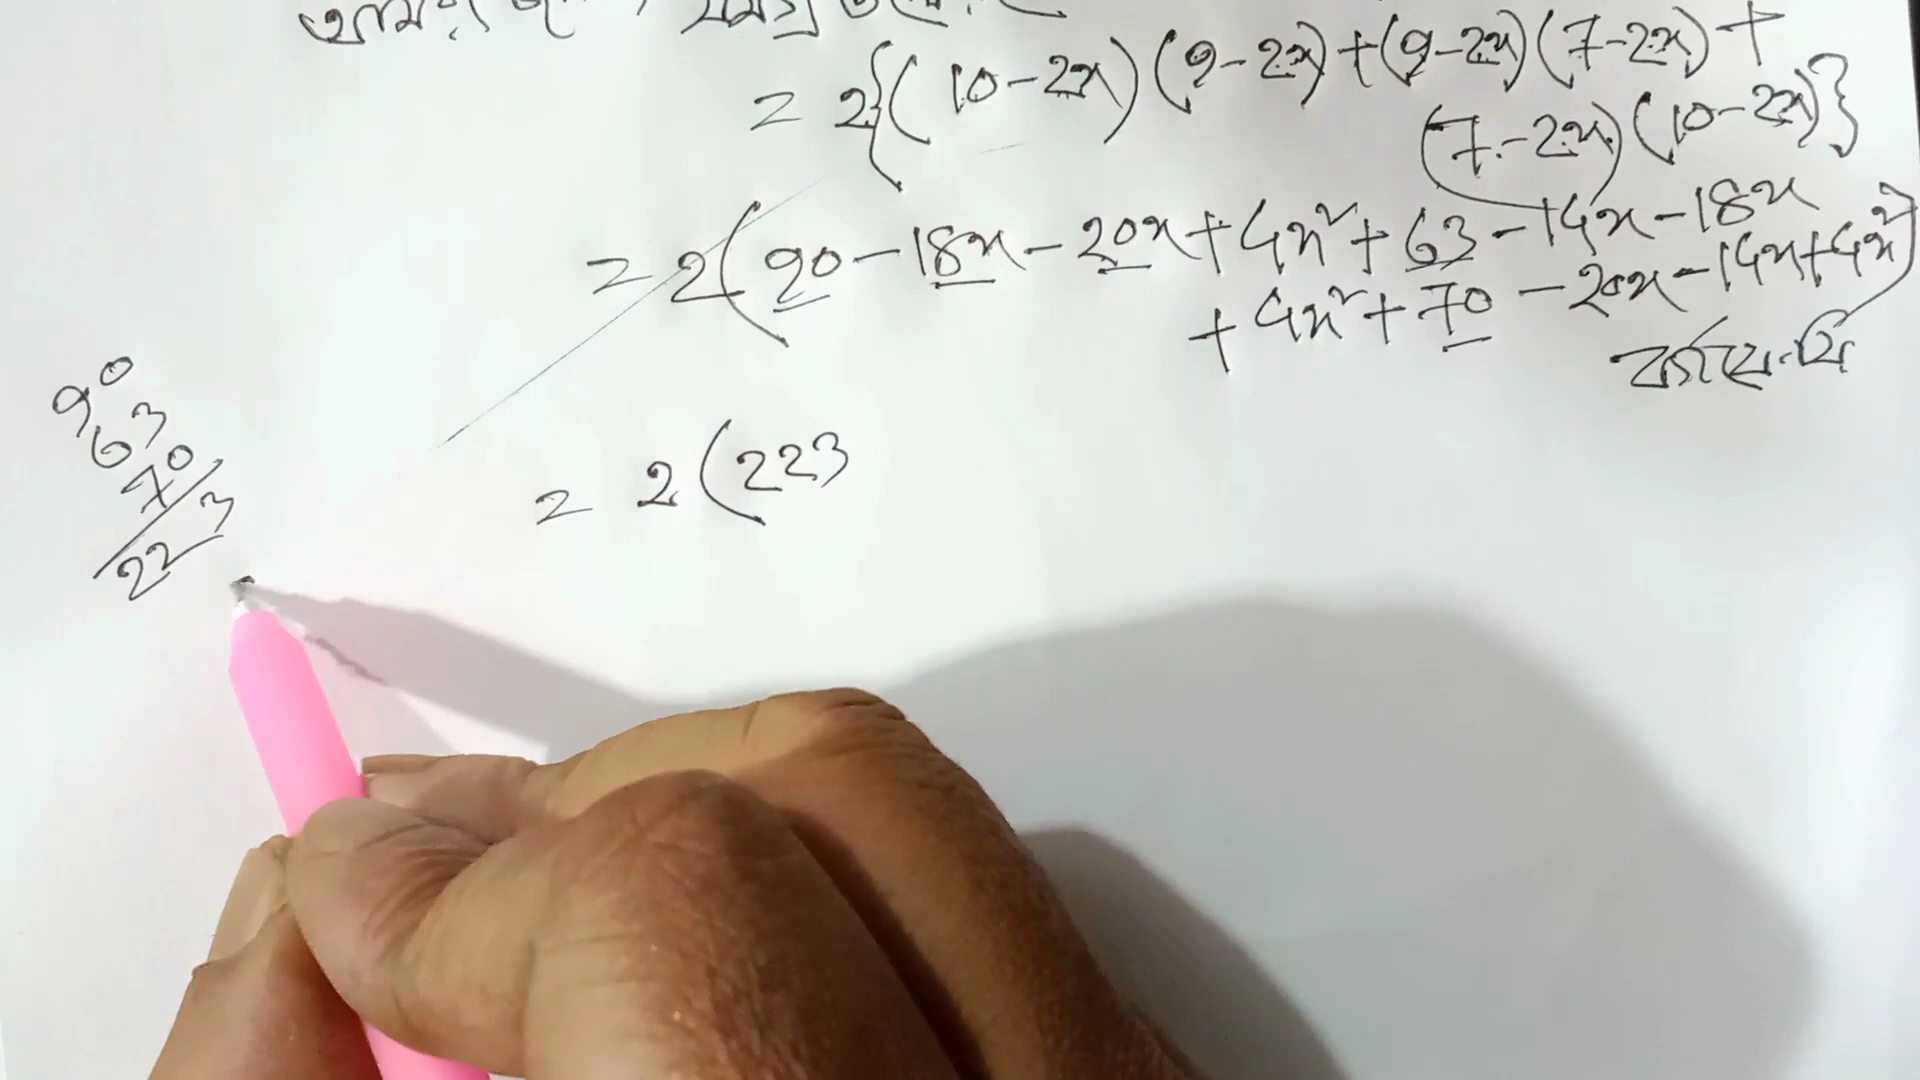 = 2{(10-2x)(9-2x)+(9-2x)(7-2x)+
(7-2x)(10-2x)}
= 2(90-18x-20x+4x²+63-14x-18x
+4x²+70-20x-14x+4x²)
90
63
70
223
= 2(223